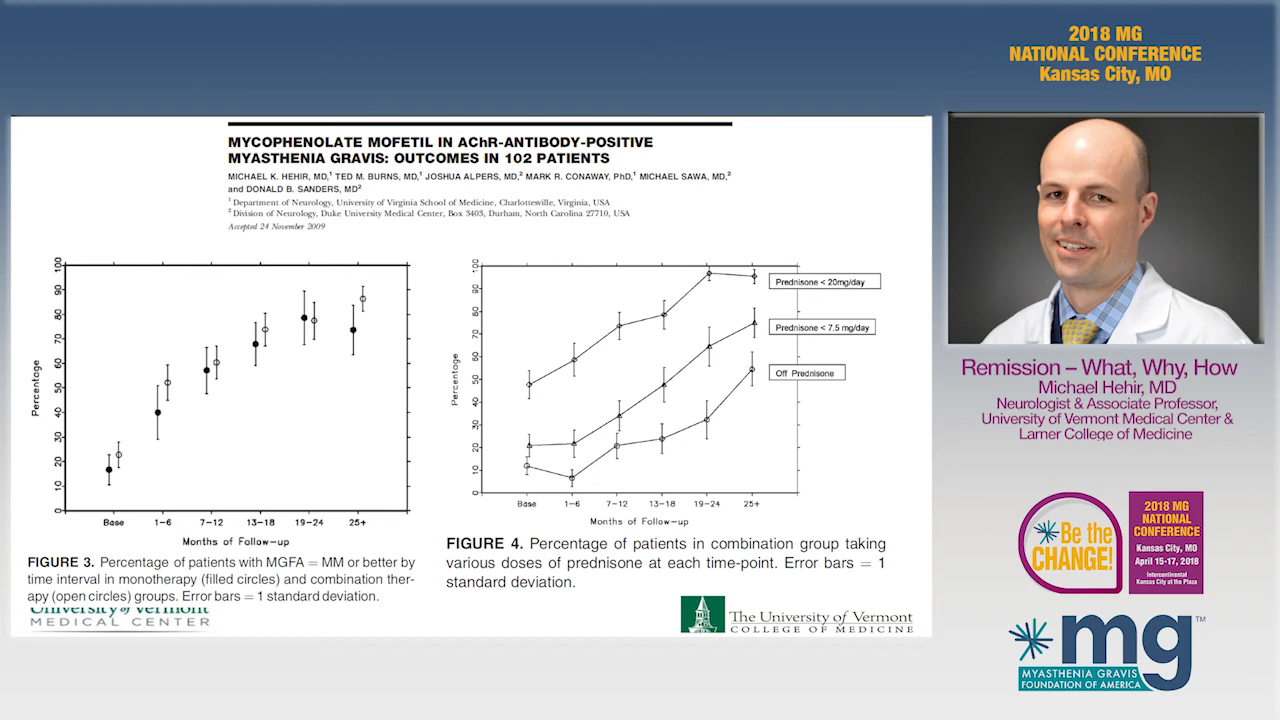 2018 MG
NATIONAL CONFERENCE
Kansas City, MO
MYCOPHENOLATE MOFETIL IN AChR-ANTIBODY-POSITIVE
MYASTHENIA GRAVIS: OUTCOMES IN 102 PATIENTS
MICHAEL K. HEHIR, MD,1 TED M. BURNS, MD,1 JOSHUA ALPERS, MD,2 MARK R. CONAWAY, PhD,1 MICHAEL SAWA, MD,2
and DONALD B. SANDERS, MD2
1 Department of Neurology, University of Virginia School of Medicine, Charlottesville, Virginia, USA
2 Division of Neurology, Duke University Medical Center, Box 3403, Durham, North Carolina 27710, USA
Accepted 24 November 2009
Percentage
0
10
20
30
40
50
60
70
80
90
100
Base 1-6 7-12 13-18 19-24 25+
Months of Follow-up
FIGURE 3. Percentage of patients with MGFA = MM or better by
time interval in monotherapy (filled circles) and combination ther-
apy (open circles) groups. Error bars = 1 standard deviation.
Percentage
0
10
20
30
40
50
60
70
80
90
100
Prednisone < 20mg/day
Prednisone < 7.5 mg/day
Off Prednisone
Base 1-6 7-12 13-18 19-24 25+
Months of Follow-up
FIGURE 4. Percentage of patients in combination group taking
various doses of prednisone at each time-point. Error bars = 1
standard deviation.
University of Vermont
MEDICAL CENTER
The University of Vermont
COLLEGE OF MEDICINE
Remission – What, Why, How
Michael Hehir, MD
Neurologist & Associate Professor,
University of Vermont Medical Center &
Larner College of Medicine
Be the
CHANGE!
2018 MG
NATIONAL
CONFERENCE
Kansas City, MO
April 15-17, 2018
Intercontinental
Kansas City at the Plaza
mg™
MYASTHENIA GRAVIS
FOUNDATION OF AMERICA